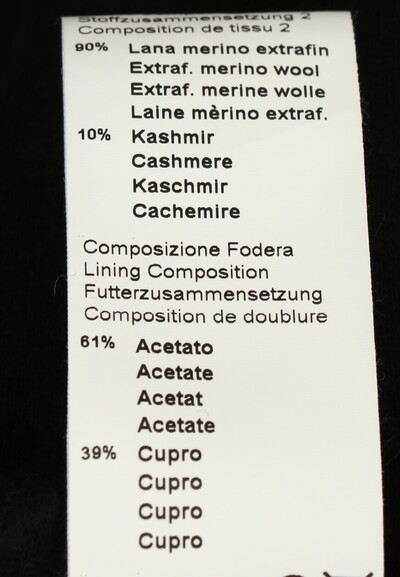 Stoffzusammensetzung 2
Composition de tissu 2
90% Lana merino extrafin
Extraf. merino wool
Extraf. merine wolle
Laine mèrino extraf.
10% Kashmir
Cashmere
Kaschmir
Cachemire
Composizione Fodera
Lining Composition
Futterzusammensetzung
Composition de doublure
61% Acetato
Acetate
Acetat
Acetate
39% Cupro
Cupro
Cupro
Cupro